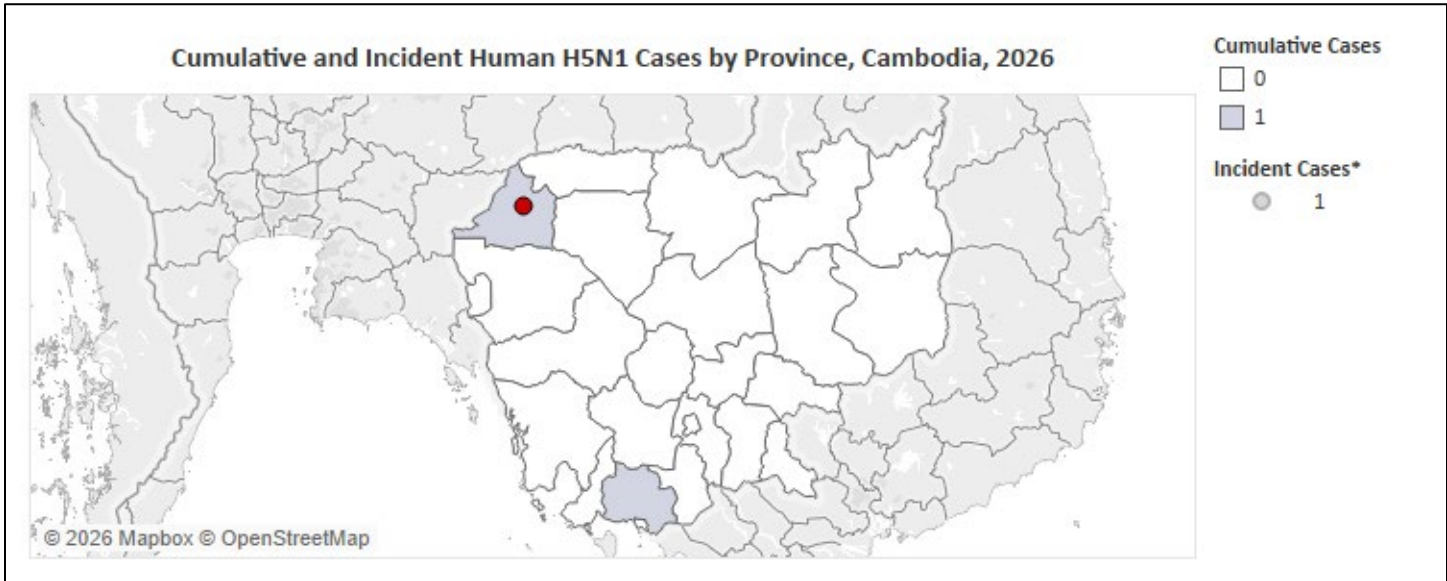 Cumulative and Incident Human H5N1 Cases by Province, Cambodia, 2026
Cumulative Cases
0
1
Incident Cases*
1
© 2026 Mapbox © OpenStreetMap